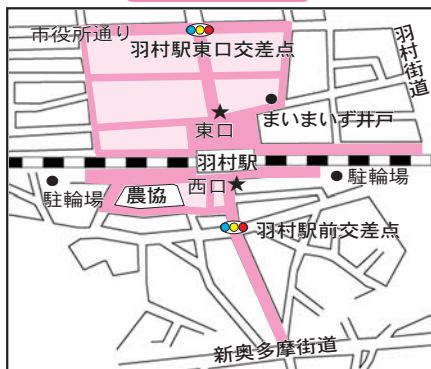 市役所通り
羽村駅東口交差点
羽村街道
まいまいず井戸
東口
羽村駅
西口
駐輪場
駐輪場
農協
羽村駅前交差点
新奥多摩街道